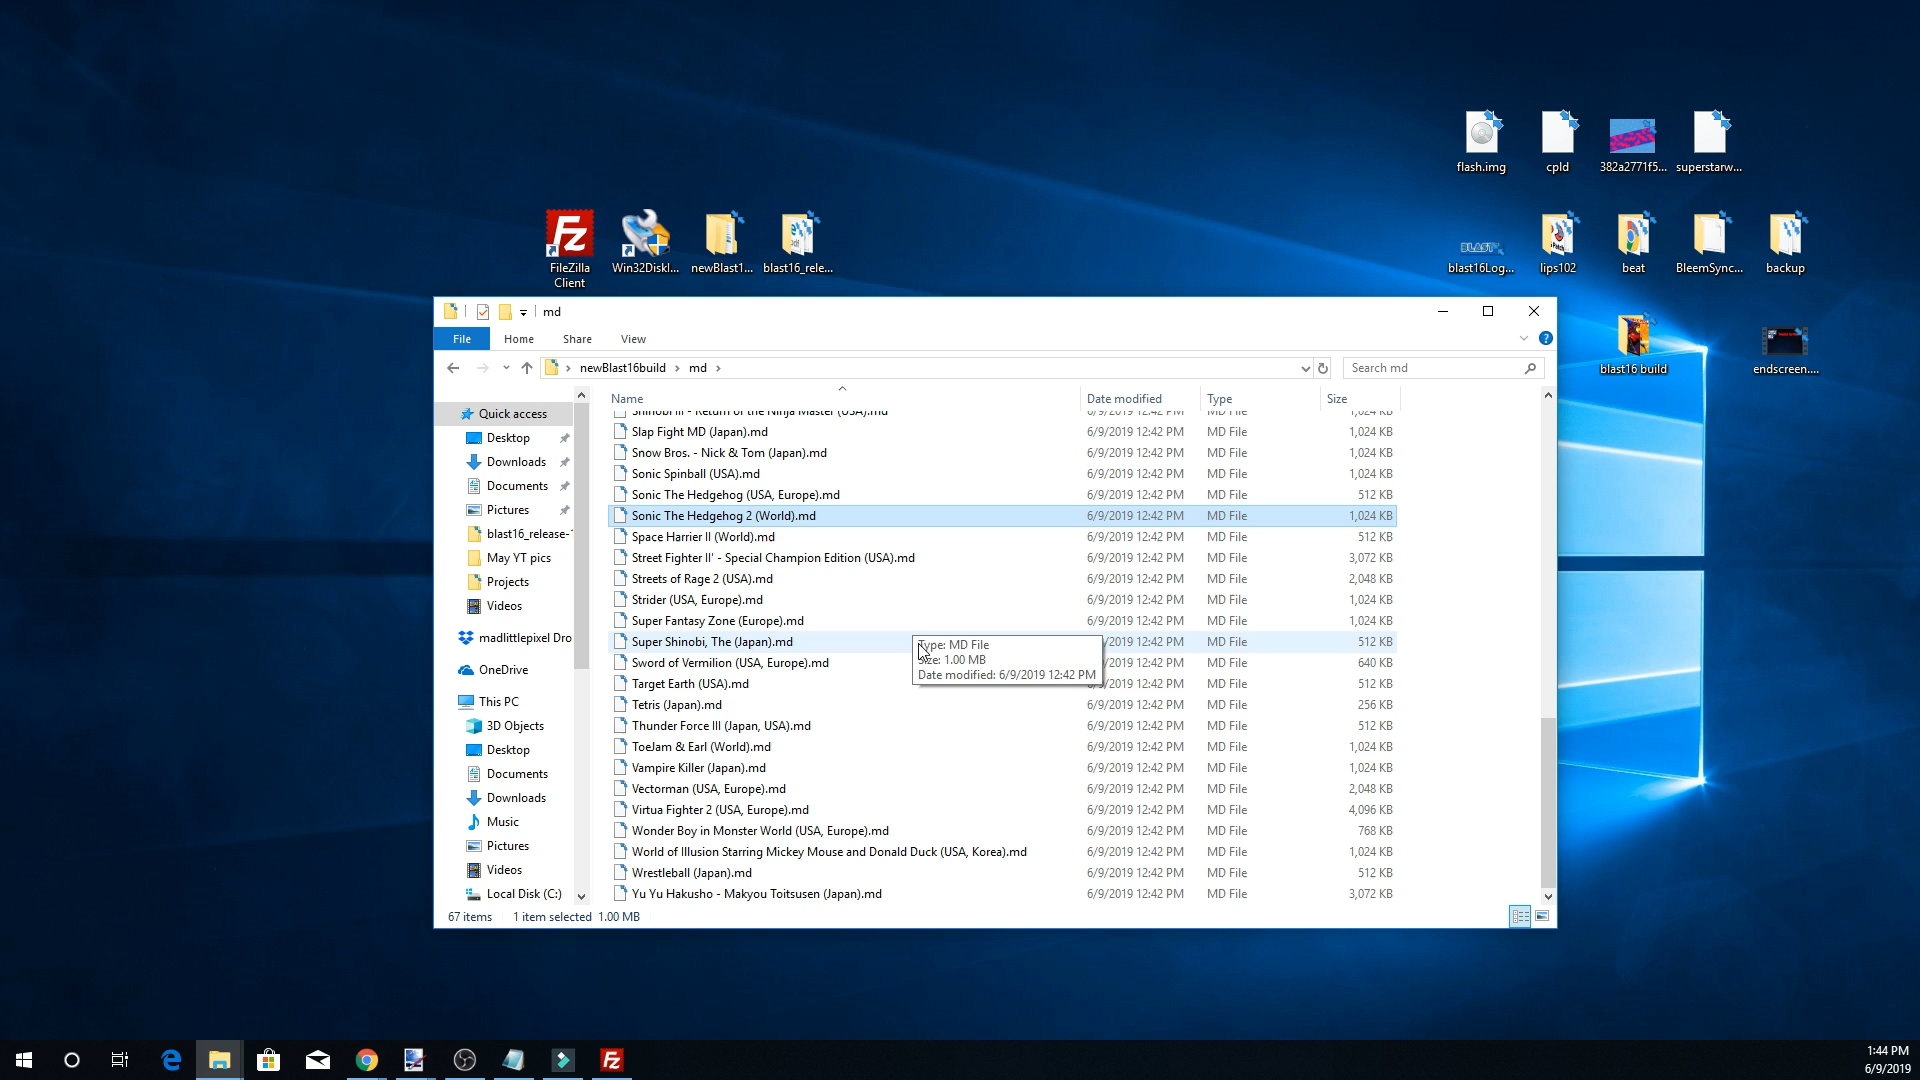 flash.img
cpld
382a2771f5...
superstarw...
FileZilla
Client
Win32DiskI...
newBlast1...
blast16_rele...
BLAST
blast16Log...
lips102
beat
BleemSync...
backup
blast16 build
endscreen....
md
File Home Share View
newBlast16build > md >
Search md
Name Date modified Type Size
Shinobi III - Return of the Ninja Master (USA).md 6/9/2019 12:42 PM MD File 1,024 KB
Slap Fight MD (Japan).md 6/9/2019 12:42 PM MD File 1,024 KB
Snow Bros. - Nick & Tom (Japan).md 6/9/2019 12:42 PM MD File 1,024 KB
Sonic Spinball (USA).md 6/9/2019 12:42 PM MD File 1,024 KB
Sonic The Hedgehog (USA, Europe).md 6/9/2019 12:42 PM MD File 512 KB
Sonic The Hedgehog 2 (World).md 6/9/2019 12:42 PM MD File 1,024 KB
Space Harrier II (World).md 6/9/2019 12:42 PM MD File 512 KB
Street Fighter II' - Special Champion Edition (USA).md 6/9/2019 12:42 PM MD File 3,072 KB
Streets of Rage 2 (USA).md 6/9/2019 12:42 PM MD File 2,048 KB
Strider (USA, Europe).md 6/9/2019 12:42 PM MD File 1,024 KB
Super Fantasy Zone (Europe).md 6/9/2019 12:42 PM MD File 1,024 KB
Super Shinobi, The (Japan).md /2019 12:42 PM MD File 512 KB
Sword of Vermilion (USA, Europe).md /2019 12:42 PM MD File 640 KB
Target Earth (USA).md /2019 12:42 PM MD File 512 KB
Tetris (Japan).md 6/9/2019 12:42 PM MD File 256 KB
Thunder Force III (Japan, USA).md 6/9/2019 12:42 PM MD File 512 KB
ToeJam & Earl (World).md 6/9/2019 12:42 PM MD File 1,024 KB
Vampire Killer (Japan).md 6/9/2019 12:42 PM MD File 1,024 KB
Vectorman (USA, Europe).md 6/9/2019 12:42 PM MD File 2,048 KB
Virtua Fighter 2 (USA, Europe).md 6/9/2019 12:42 PM MD File 4,096 KB
Wonder Boy in Monster World (USA, Europe).md 6/9/2019 12:42 PM MD File 768 KB
World of Illusion Starring Mickey Mouse and Donald Duck (USA, Korea).md 6/9/2019 12:42 PM MD File 1,024 KB
Wrestleball (Japan).md 6/9/2019 12:42 PM MD File 512 KB
Yu Yu Hakusho - Makyou Toitsusen (Japan).md 6/9/2019 12:42 PM MD File 3,072 KB
Type: MD File
Size: 1.00 MB
Date modified: 6/9/2019 12:42 PM
Quick access
Desktop
Downloads
Documents
Pictures
blast16_release-1
May YT pics
Projects
Videos
madlittlepixel Dro
OneDrive
This PC
3D Objects
Desktop
Documents
Downloads
Music
Pictures
Videos
Local Disk (C:)
67 items 1 item selected 1.00 MB
1:44 PM
6/9/2019